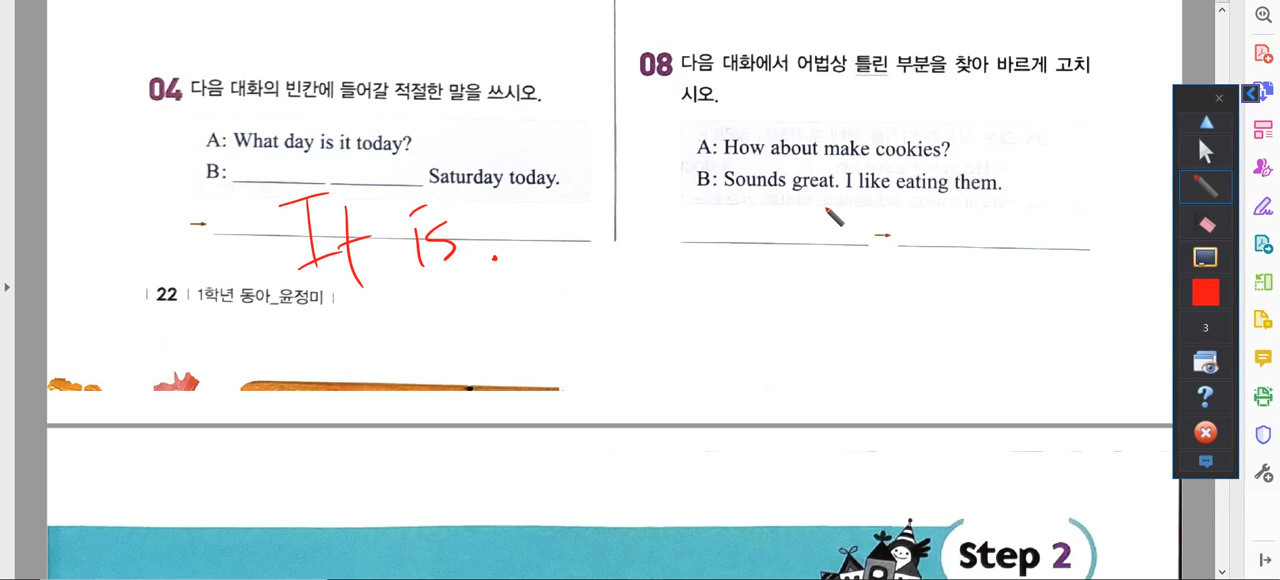 04 다음 대화의 빈칸에 들어갈 적절한 말을 쓰시오.
A: What day is it today?
B: ________ ________ Saturday today.
→ It is.
| 22 | 1학년 동아_윤정미 |
08 다음 대화에서 어법상 틀린 부분을 찾아 바르게 고치
시오.
A: How about make cookies?
B: Sounds great. I like eating them.
→
3
Step 2